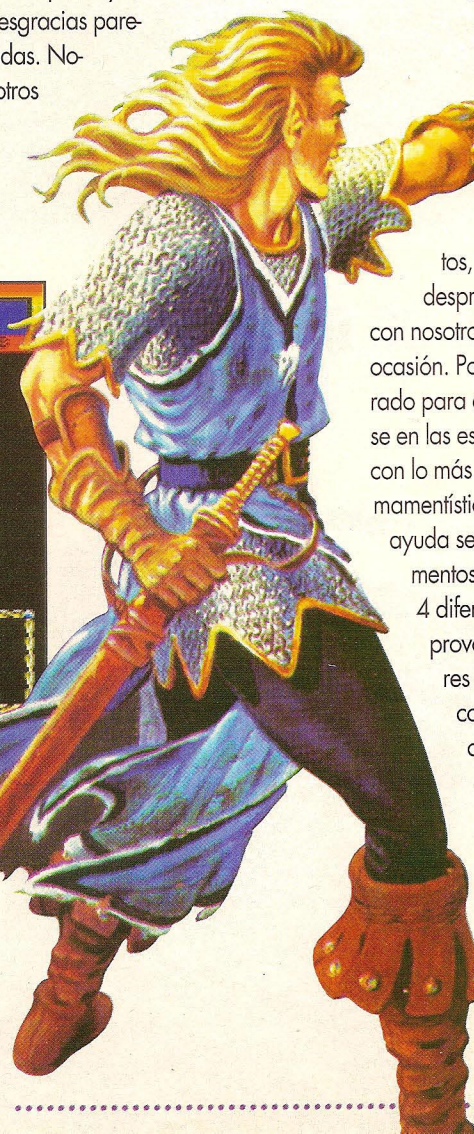 esgracias pare-
das. No-
otros
tos,
despr
con nosotro
ocasión. Po
rado para
se en las es
con lo más
mamentístic
ayuda se
mentos
4 difer
prove
res
co